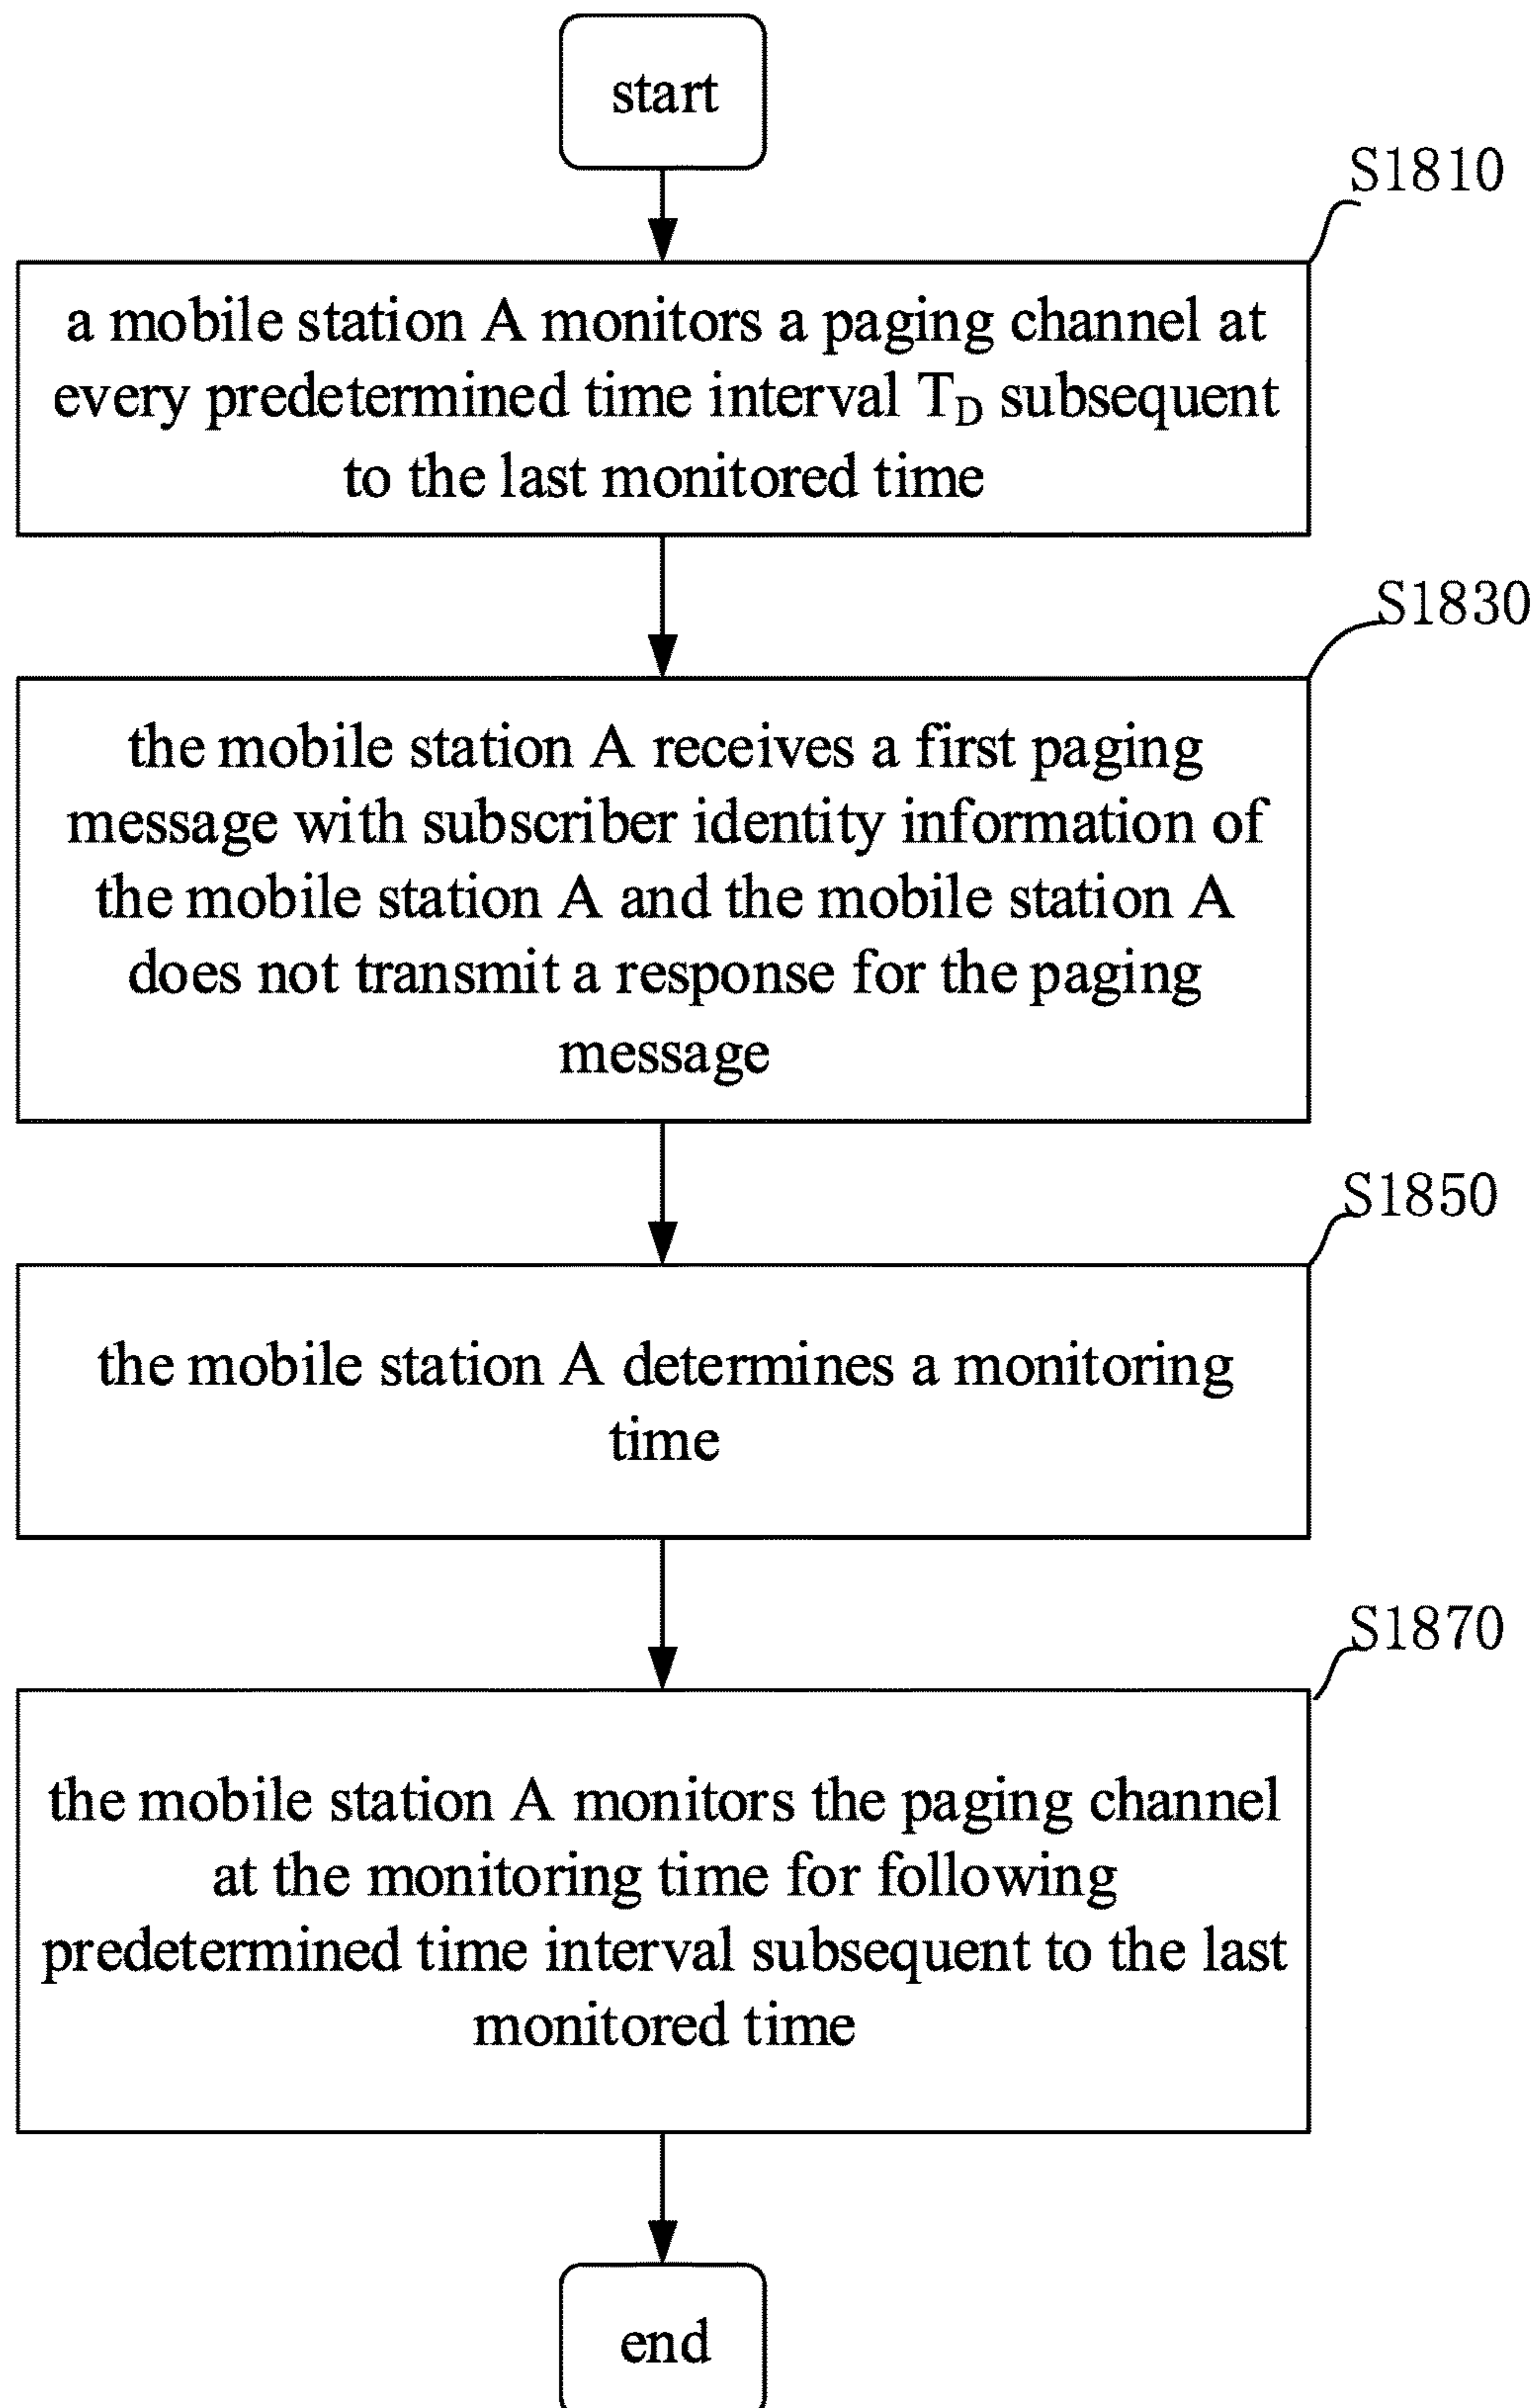 start
S1810
a mobile station A monitors a paging channel at
every predetermined time interval TD subsequent
to the last monitored time
S1830
the mobile station A receives a first paging
message with subscriber identity information of
the mobile station A and the mobile station A
does not transmit a response for the paging
message
S1850
the mobile station A determines a monitoring
time
S1870
the mobile station A monitors the paging channel
at the monitoring time for following
predetermined time interval subsequent to the last
monitored time
end